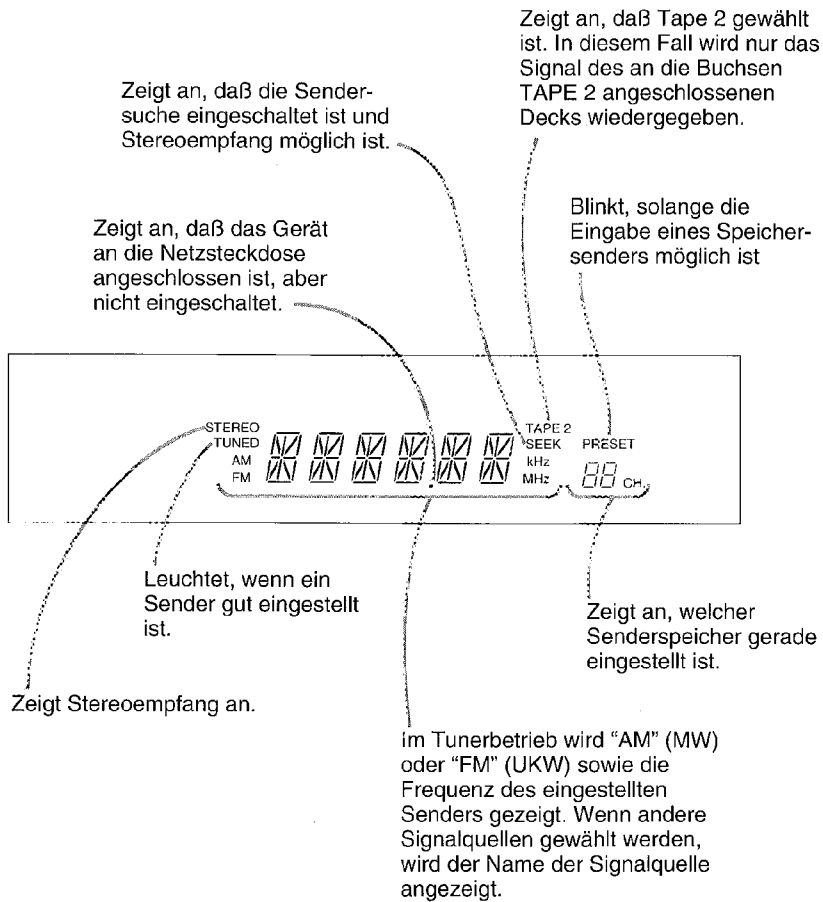 Zeigt an, daß Tape 2 gewählt
ist. In diesem Fall wird nur das
Signal des an die Buchsen
TAPE 2 angeschlossenen
Decks wiedergegeben.
Zeigt an, daß die Sender-
suche eingeschaltet ist und
Stereoempfang möglich ist.
Blinkt, solange die
Eingabe eines Speicher-
senders möglich ist
Zeigt an, daß das Gerät
an die Netzsteckdose
angeschlossen ist, aber
nicht eingeschaltet.
STEREO
TUNED
AM
FM
TAPE 2
SEEK
kHz
MHz
PRESET
88 CH.
Leuchtet, wenn ein
Sender gut eingestellt
ist.
Zeigt an, welcher
Senderspeicher gerade
eingestellt ist.
Zeigt Stereoempfang an.
Im Tunerbetrieb wird “AM” (MW)
oder “FM” (UKW) sowie die
Frequenz des eingestellten
Senders gezeigt. Wenn andere
Signalquellen gewählt werden,
wird der Name der Signalquelle
angezeigt.